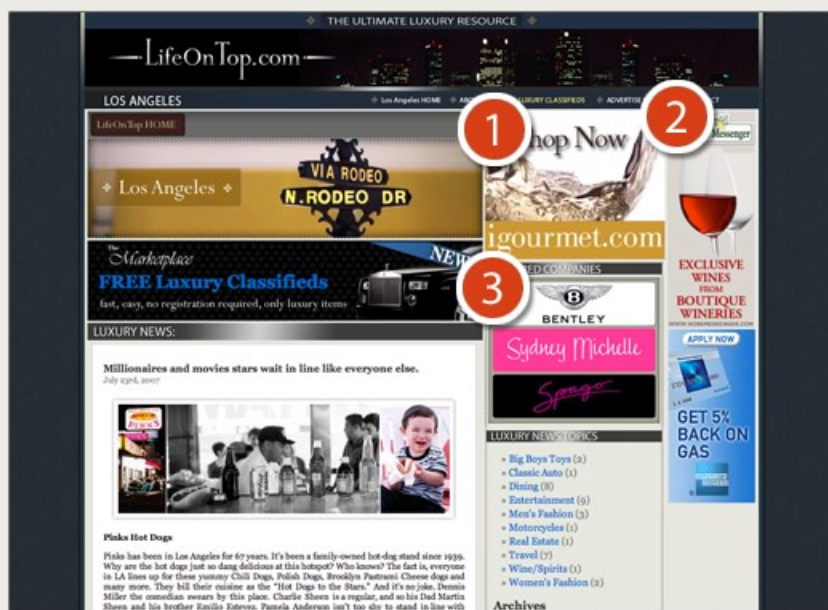 THE ULTIMATE LUXURY RESOURCE
LifeOnTop.com
LOS ANGELES
Los Angeles HOME
LUXURY CLASSIFIEDS
ADVERTISE
LifeOnTop HOME
1
2
Shop Now
Messenger
VIA RODEO
Los Angeles
N.RODEO DR
igourmet.com
The
Marketplace
NEW
FREE Luxury Classifieds
fast, easy, no registration required, only luxury items
3
COMPANIES
B
BENTLEY
EXCLUSIVE
WINES
FROM
BOUTIQUE
WINERIES
WWW.WINEMESSENGER.COM
LUXURY NEWS:
Sydney Michelle
APPLY NOW
Millionaires and movies stars wait in line like everyone else.
July 23rd, 2007
Spago
PINK'S
GET 5%
BACK ON
GAS
LUXURY NEWS TOPICS
» Big Boys Toys (2)
» Classic Auto (1)
» Dining (8)
» Entertainment (9)
» Men's Fashion (3)
» Motorcycles (1)
» Real Estate (1)
» Travel (7)
» Wine/Spirits (1)
» Women's Fashion (2)
Archives
Pinks Hot Dogs
Pinks has been in Los Angeles for 67 years. It's been a family-owned hot-dog stand since 1939.
Why are the hot dogs just so dang delicious at this hotspot? Who knows? The fact is, everyone
in LA lines up for these yummy Chili Dogs, Polish Dogs, Brooklyn Pastrami Cheese dogs and
many more. They bill their cuisine as the "Hot Dogs to the Stars." And it's no joke. Dennis
Miller the comedian swears by this place. Charlie Sheen is a regular, and so his Dad Martin
Sheen and his brother Emilio Estevez. Pamela Anderson isn't too shy to stand in line with